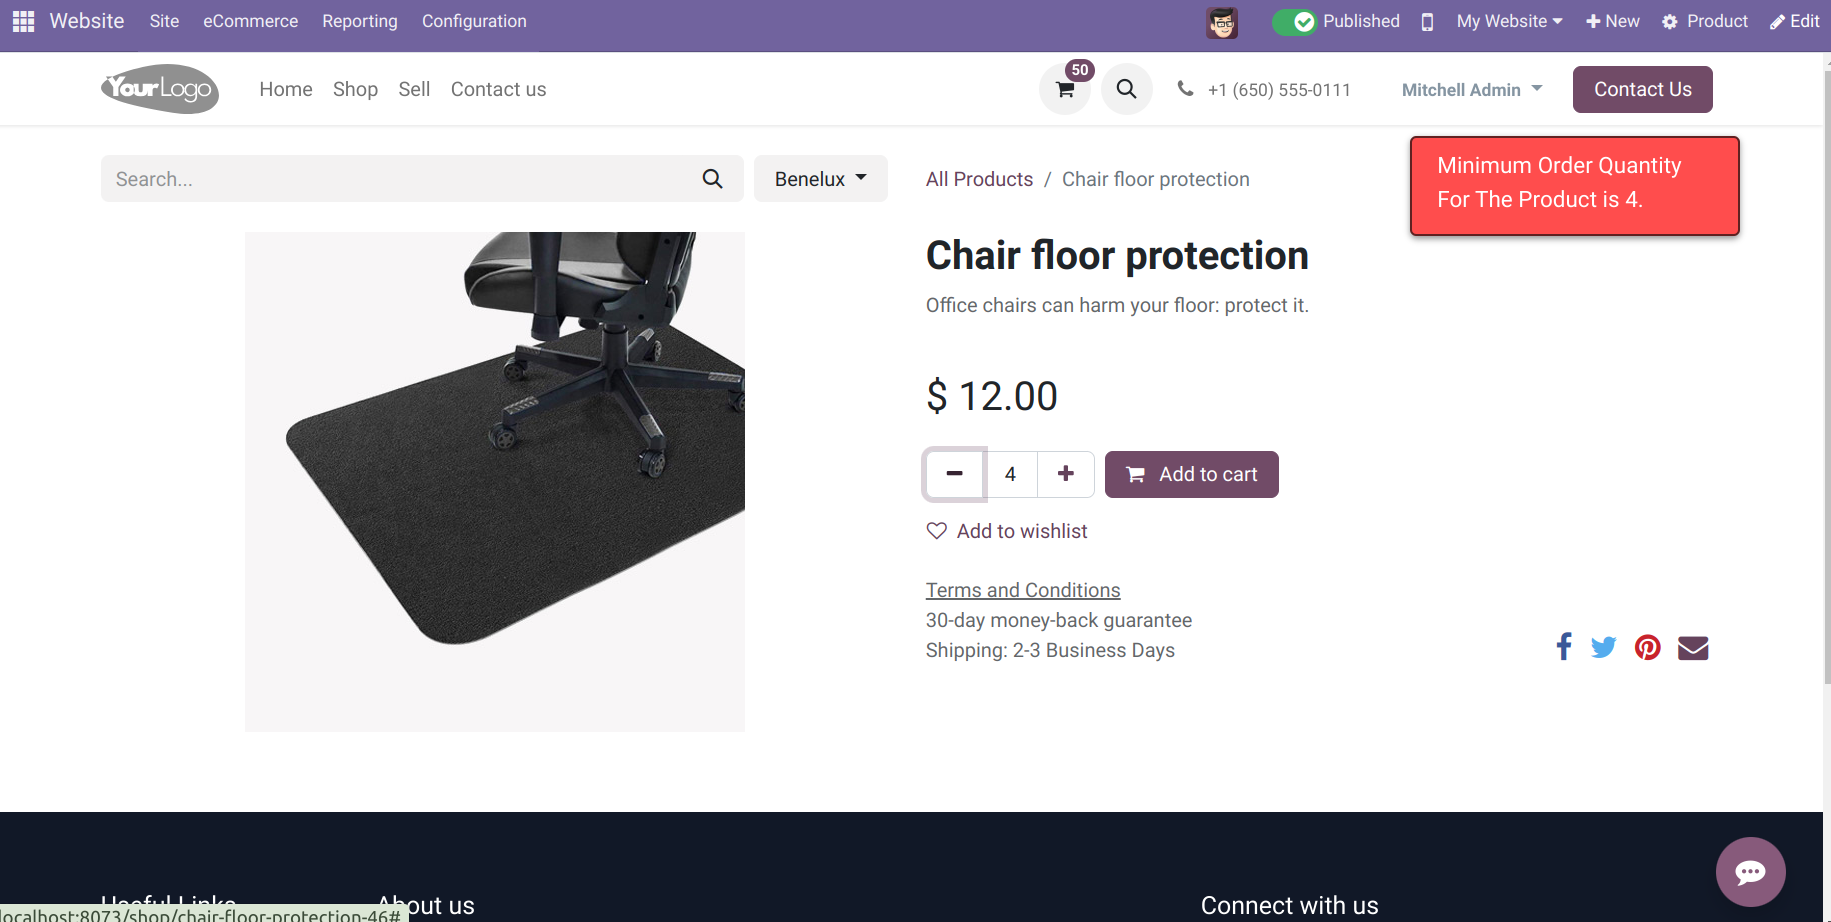 Website Site eCommerce Reporting Configuration Published My Website New Product Edit
YourLogo Home Shop Sell Contact us 50 +1 (650) 555-0111 Mitchell Admin Contact Us
Minimum Order Quantity
For The Product is 4.
Search... Benelux All Products / Chair floor protection
Chair floor protection
Office chairs can harm your floor: protect it.
$ 12.00
4 Add to cart
Add to wishlist
Terms and Conditions
30-day money-back guarantee
Shipping: 2-3 Business Days
Useful Links About us Connect with us
localhost:8073/shop/chair-floor-protection-46#